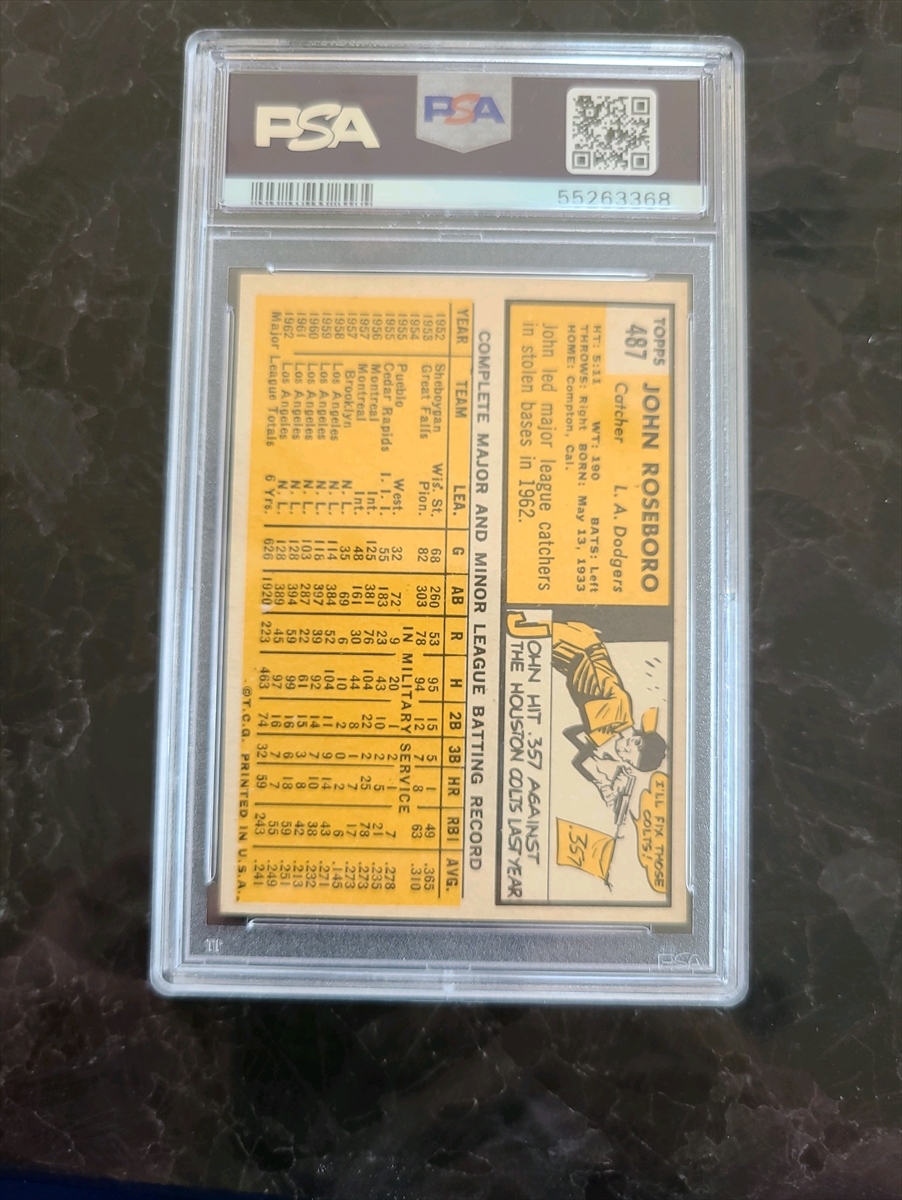 PSA
PSA
55263368
TOPPS
487
JOHN ROSEBORO
Catcher L. A. Dodgers
HT: 5:11 WT: 190 BATS: Left
THROWS: Right BORN: May 13, 1933
HOME: Compton, Cal.
John led major league catchers
in stolen bases in 1962.
I'LL FIX THOSE
COLTS!
.357
JOHN HIT .357 AGAINST
THE HOUSTON COLTS LAST YEAR
COMPLETE MAJOR AND MINOR LEAGUE BATTING RECORD
YEAR TEAM LEA. G AB R H 2B 3B HR RBI AVG.
1952 Sheboygan Wis. St. 68 260 53 95 15 5 1 49 .365
1953 Great Falls Pion. 82 303 78 94 12 7 8 63 .310
1954 IN MILITARY SERVICE
1955 Pueblo West. 32 72 9 20 1 2 1 7 .278
1955 Cedar Rapids I. I. I. 55 183 23 43 10 2 5 21 .235
1956 Montreal Int. 125 381 76 104 22 2 25 78 .273
1957 Montreal Int. 48 161 30 44 8 1 7 17 .273
1957 Brooklyn N. L. 35 69 6 10 2 0 2 6 .145
1958 Los Angeles N. L. 114 384 52 104 11 9 14 43 .271
1959 Los Angeles N. L. 118 397 39 92 14 7 10 38 .232
1960 Los Angeles N. L. 103 287 22 61 15 3 8 42 .213
1961 Los Angeles N. L. 128 394 59 99 16 6 18 59 .251
1962 Los Angeles N. L. 128 389 45 97 16 7 7 55 .249
Major League Totals 6 Yrs. 626 1920 223 463 74 32 59 243 .241
©T.C.G. PRINTED IN U.S.A.
PSA